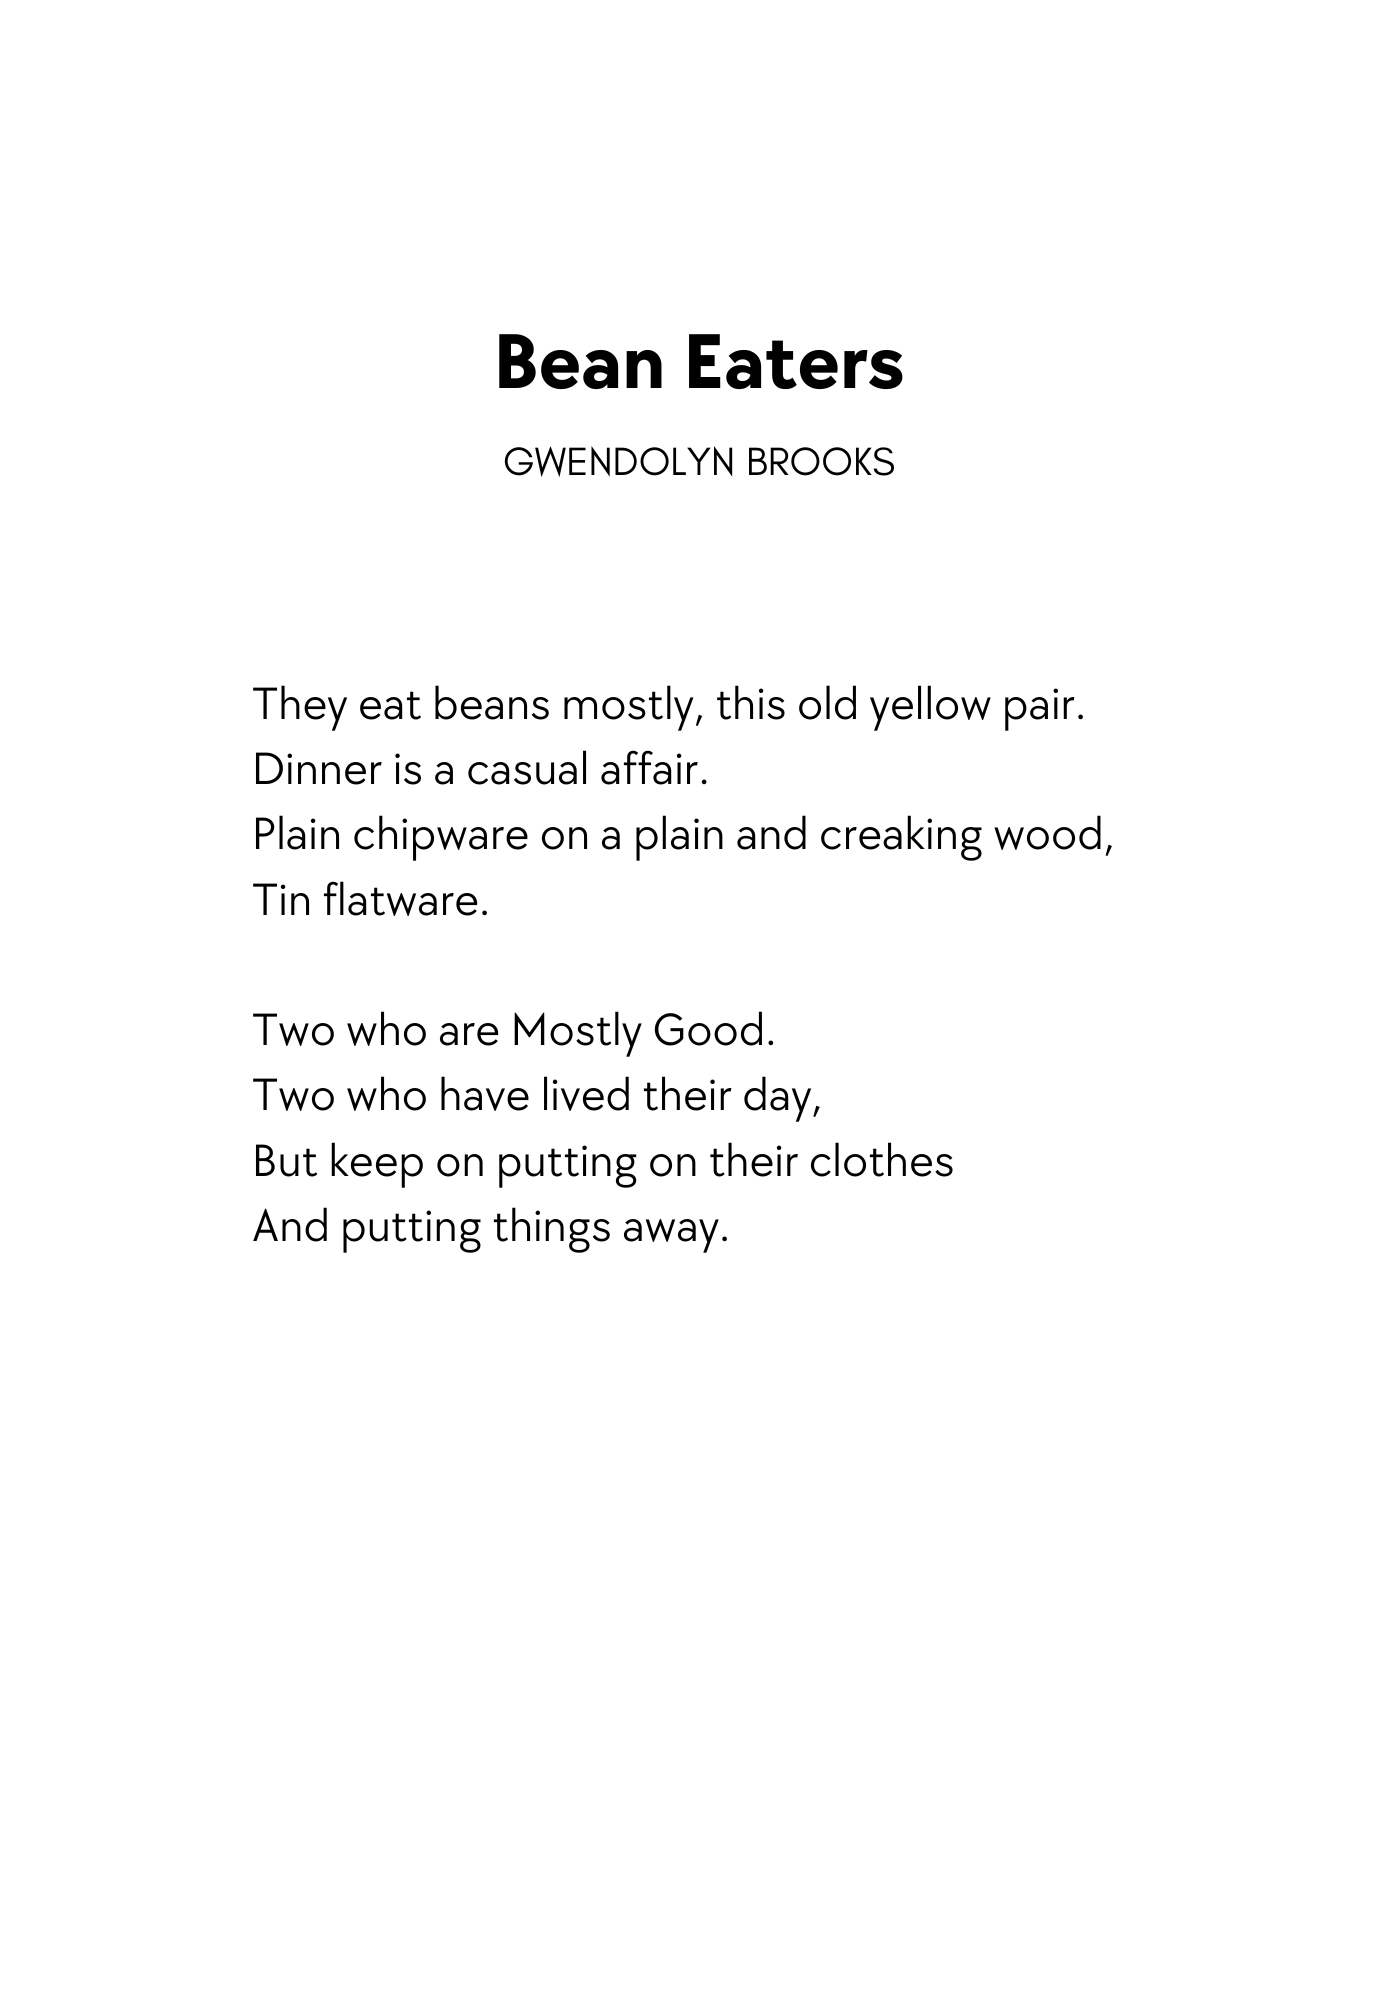 Bean Eaters
GWENDOLYN BROOKS
They eat beans mostly, this old yellow pair.
Dinner is a casual affair.
Plain chipware on a plain and creaking wood,
Tin flatware.
Two who are Mostly Good.
Two who have lived their day,
But keep on putting on their clothes
And putting things away.